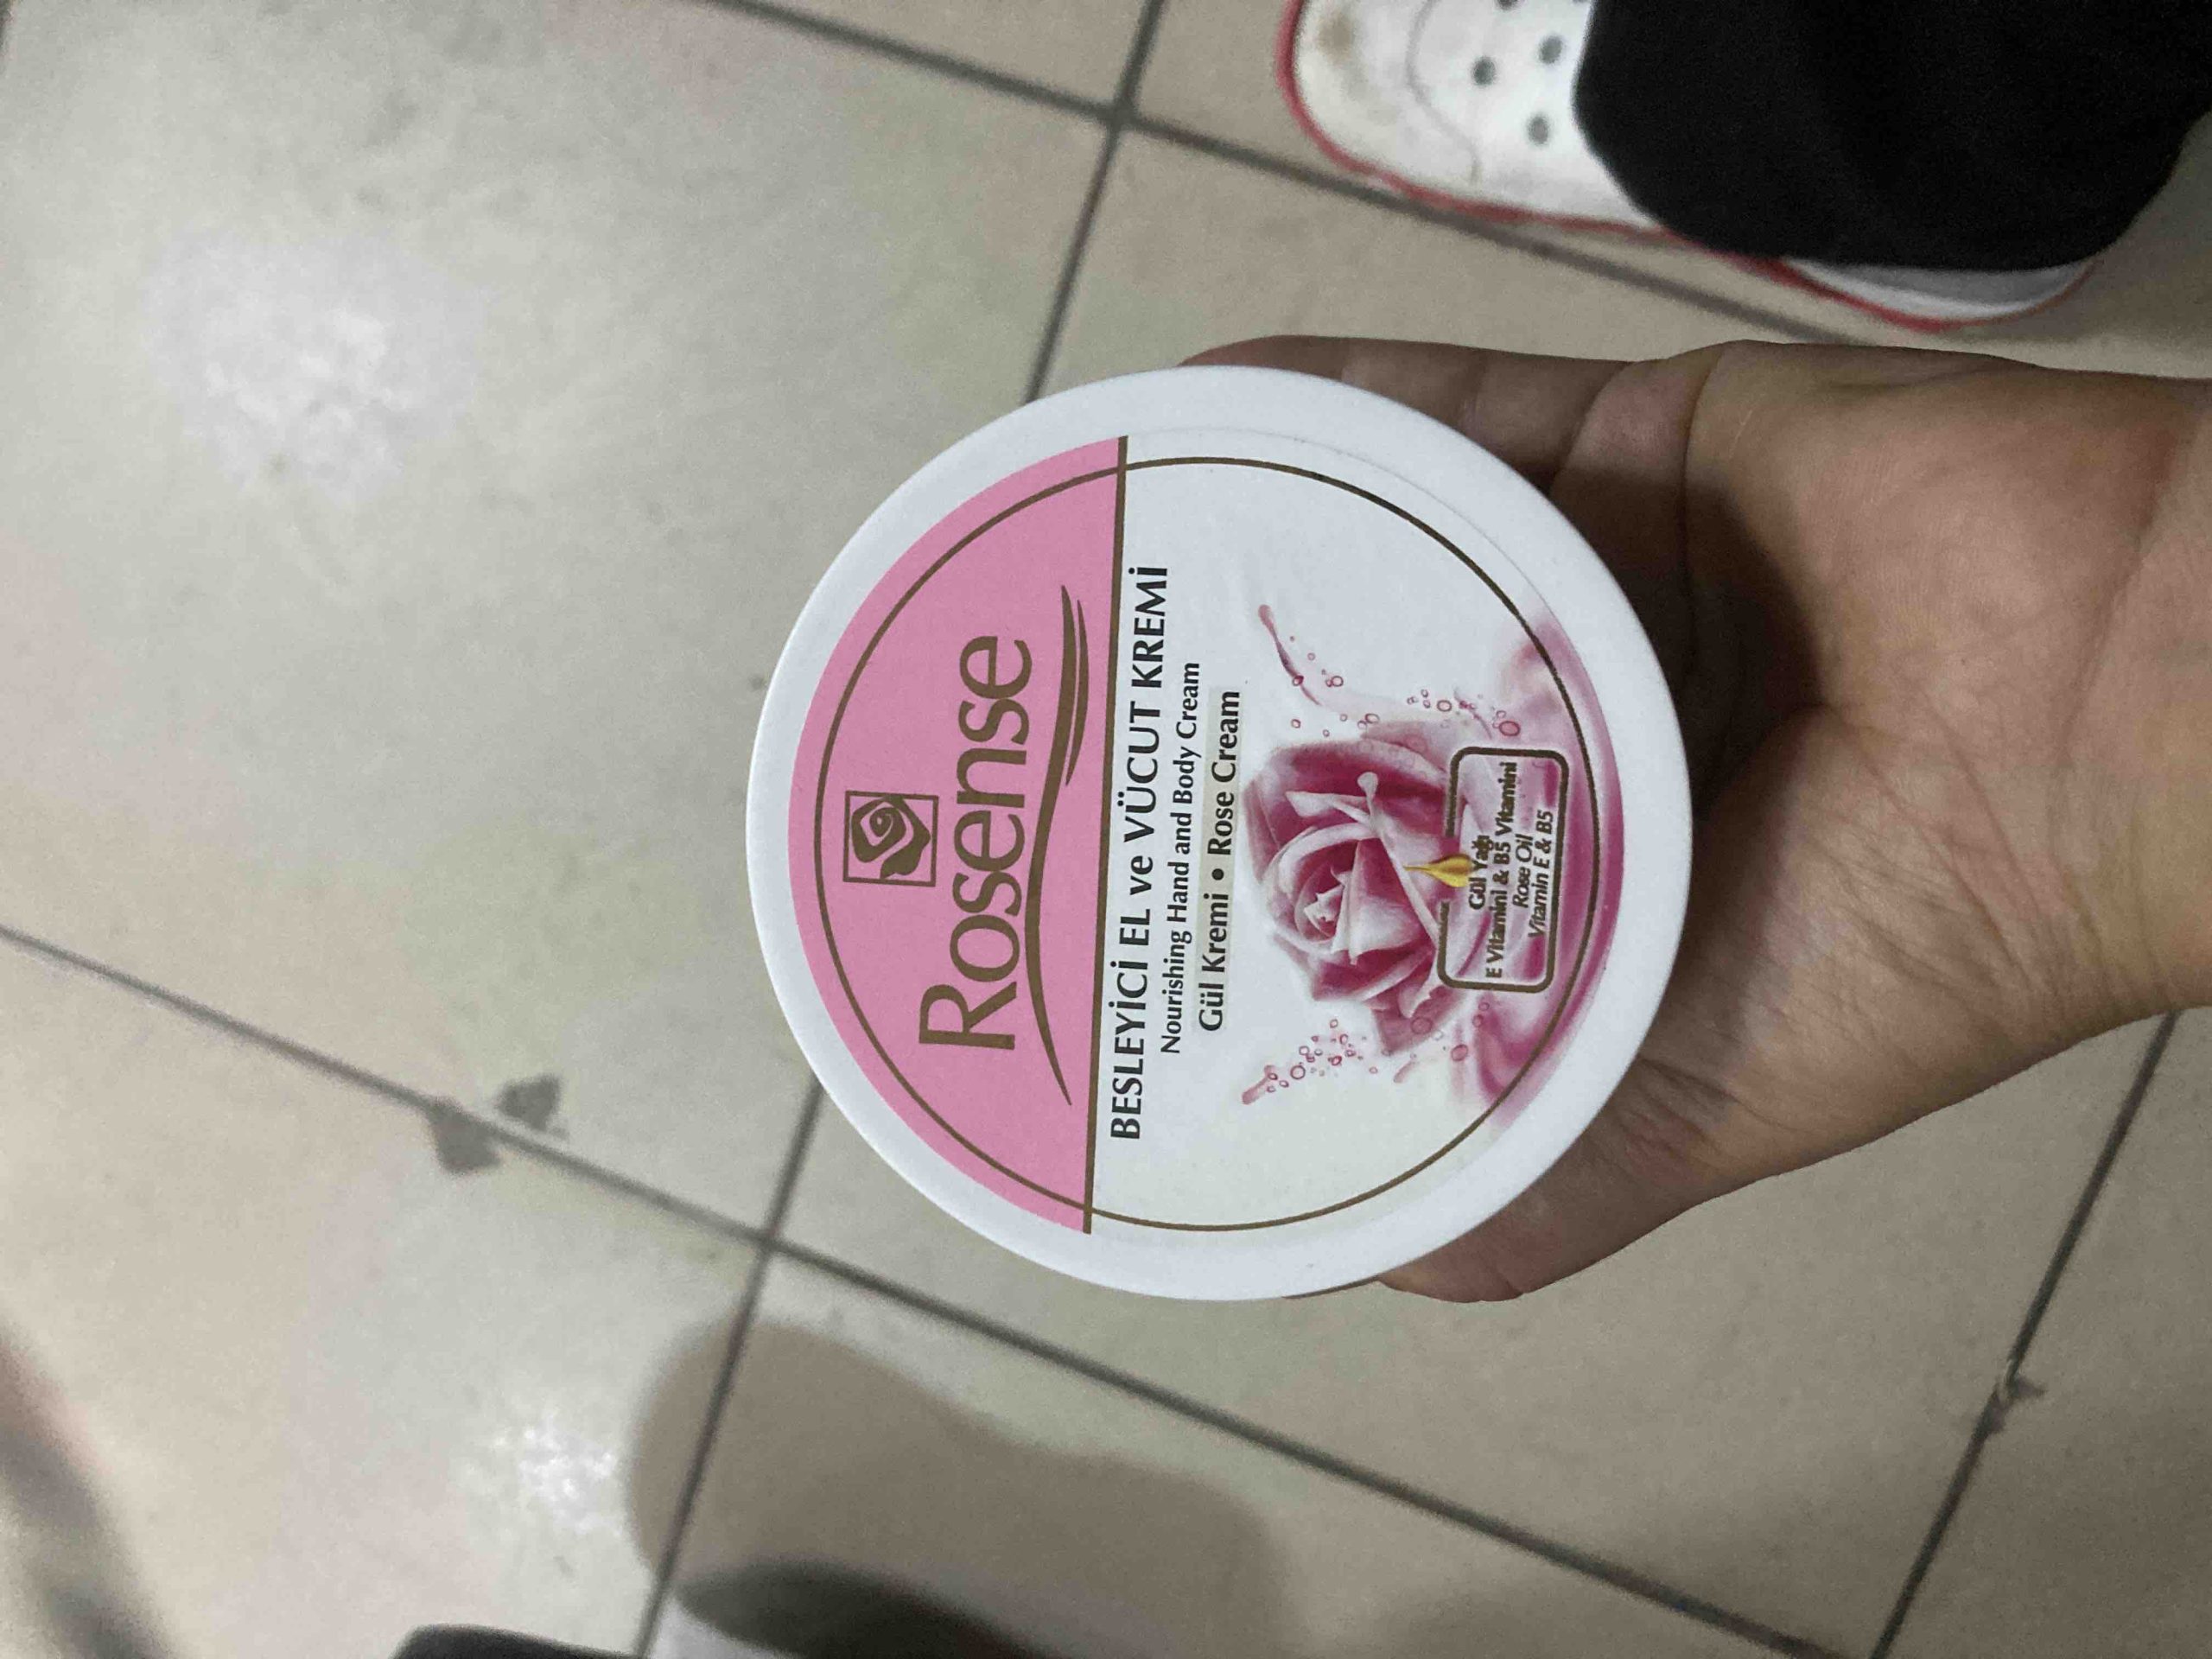 Rosense
BESLEYİCİ EL ve VÜCUT KREMİ
Nourishing Hand and Body Cream
Gül Kremi • Rose Cream
Gül Yağı
E Vitamini & B5 Vitamini
Rose Oil
Vitamin E & B5